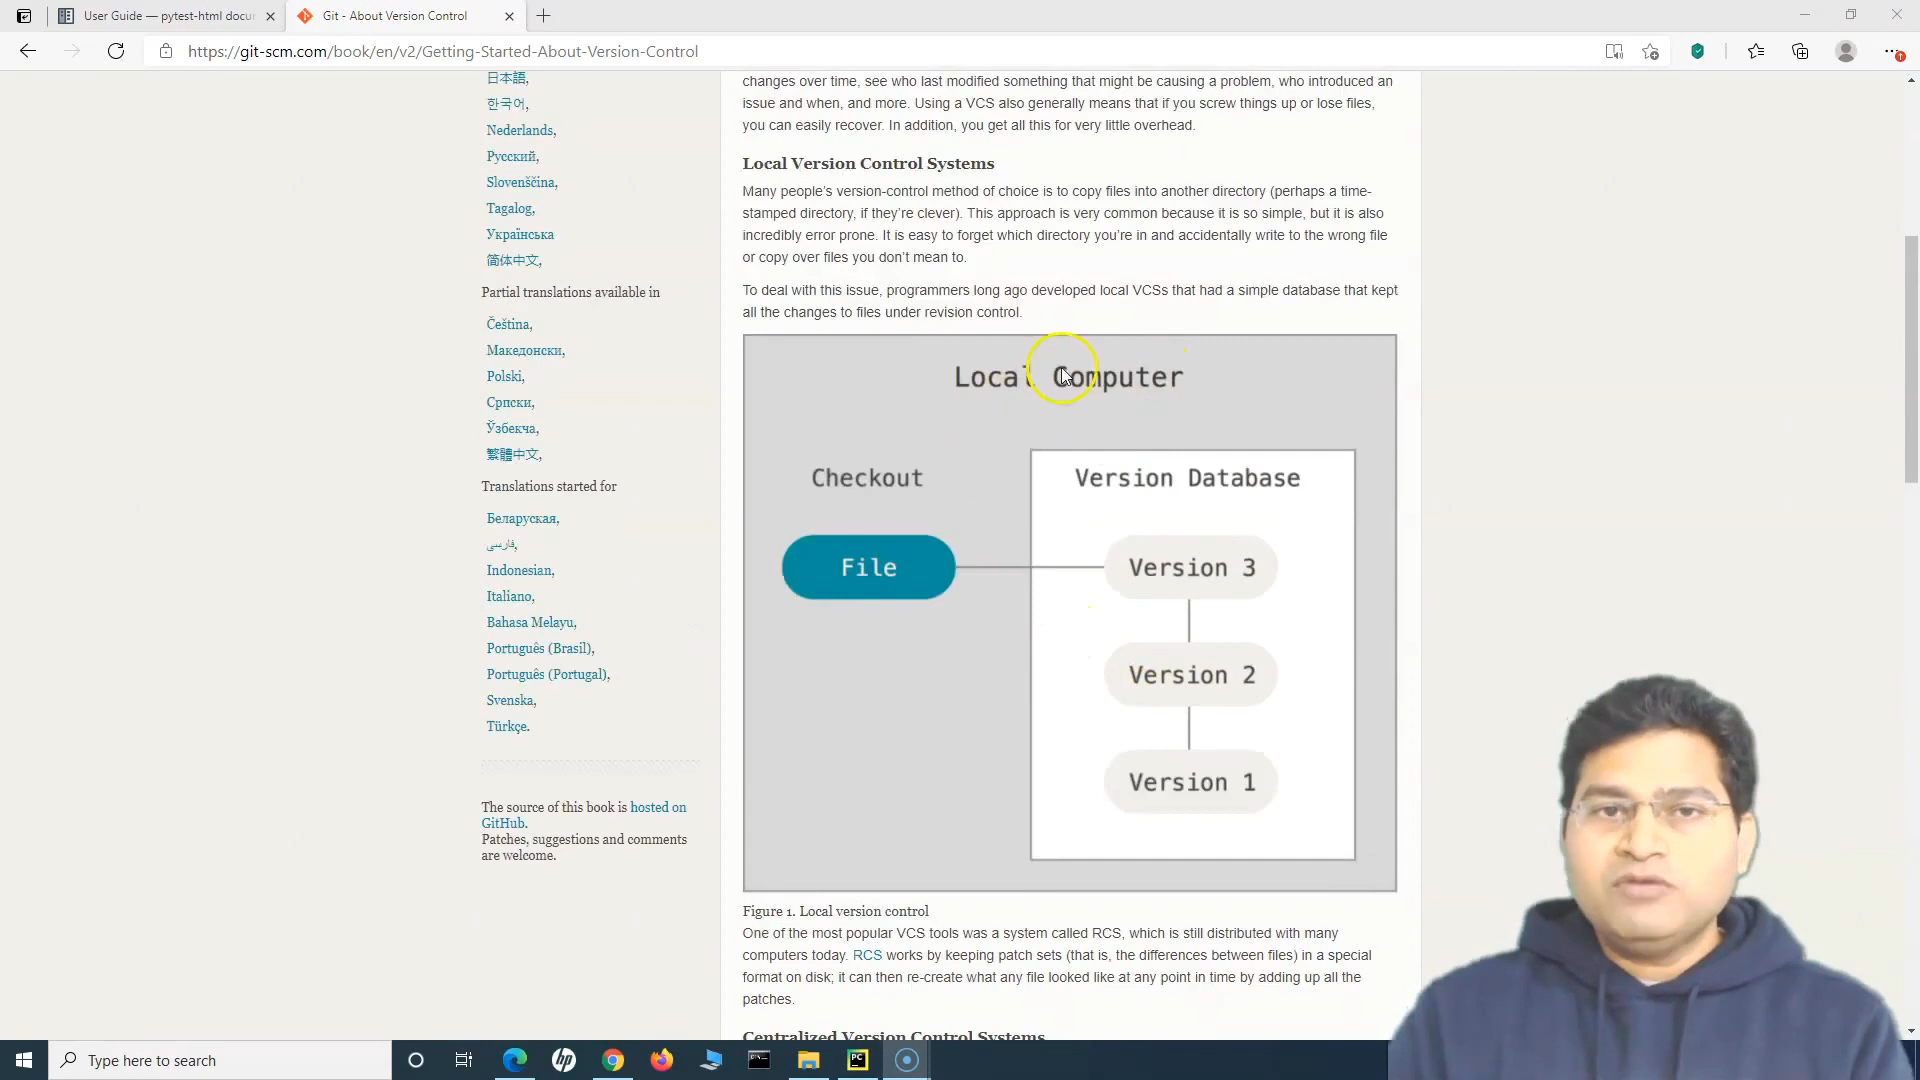 User Guide — pytest-html docu
Git - About Version Control
https://git-scm.com/book/en/v2/Getting-Started-About-Version-Control
日本語,
한국어,
Nederlands,
Русский,
Slovenščina,
Tagalog,
Українська
简体中文,
Partial translations available in
Čeština,
Македонски,
Polski,
Српски,
Ўзбекча,
繁體中文,
Translations started for
Беларуская,
فارسی,
Indonesian,
Italiano,
Bahasa Melayu,
Português (Brasil),
Português (Portugal),
Svenska,
Türkçe.
The source of this book is hosted on
GitHub.
Patches, suggestions and comments
are welcome.
changes over time, see who last modified something that might be causing a problem, who introduced an
issue and when, and more. Using a VCS also generally means that if you screw things up or lose files,
you can easily recover. In addition, you get all this for very little overhead.
Local Version Control Systems
Many people’s version-control method of choice is to copy files into another directory (perhaps a time-
stamped directory, if they’re clever). This approach is very common because it is so simple, but it is also
incredibly error prone. It is easy to forget which directory you’re in and accidentally write to the wrong file
or copy over files you don’t mean to.
To deal with this issue, programmers long ago developed local VCSs that had a simple database that kept
all the changes to files under revision control.
Local Computer
Checkout
Version Database
File
Version 3
Version 2
Version 1
Figure 1. Local version control
One of the most popular VCS tools was a system called RCS, which is still distributed with many
computers today. RCS works by keeping patch sets (that is, the differences between files) in a special
format on disk; it can then re-create what any file looked like at any point in time by adding up all the
patches.
Centralized Version Control Systems
Type here to search
hp
PC